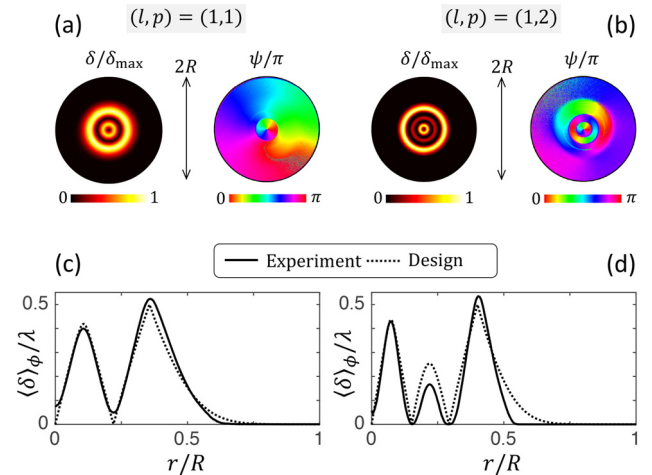 (a)
(l, p) = (1,1)
(l, p) = (1,2)
(b)
δ/δmax
2R
ψ/π
δ/δmax
2R
ψ/π
0
1
0
π
0
1
0
π
Experiment
Design
(c)
(d)
⟨δ⟩ϕ/λ
0.5
0
0
0.5
1
r/R
⟨δ⟩ϕ/λ
0.5
0
0
0.5
1
r/R